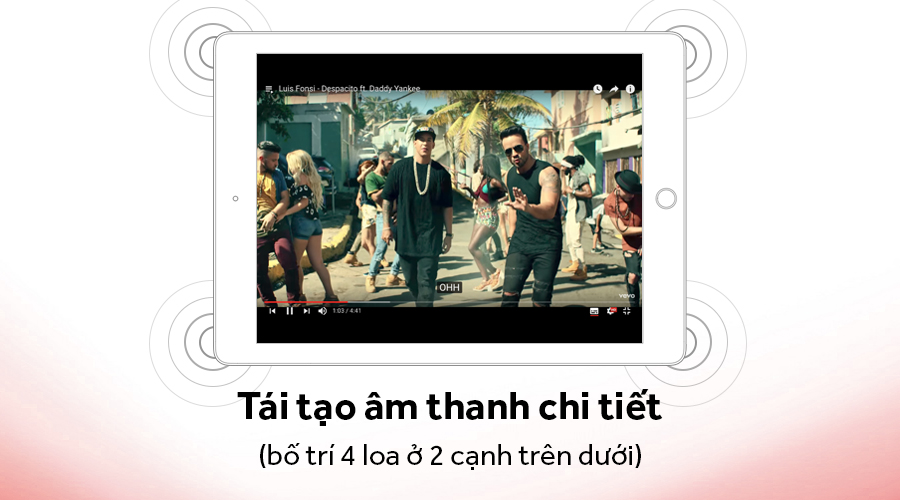 Luis Fonsi - Despacito ft. Daddy Yankee
OHH
vevo
1:03 / 4:41
Tái tạo âm thanh chi tiết
(bố trí 4 loa ở 2 cạnh trên dưới)